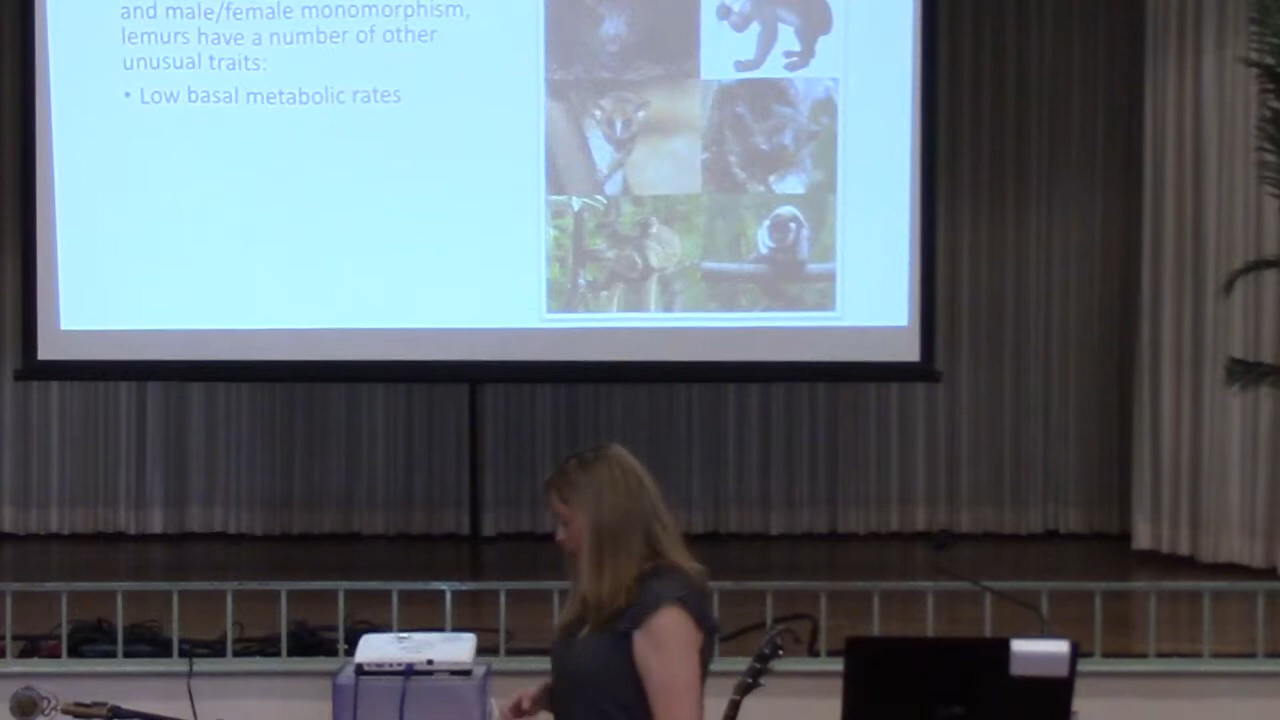 and male/female monomorphism,
lemurs have a number of other
unusual traits:
• Low basal metabolic rates